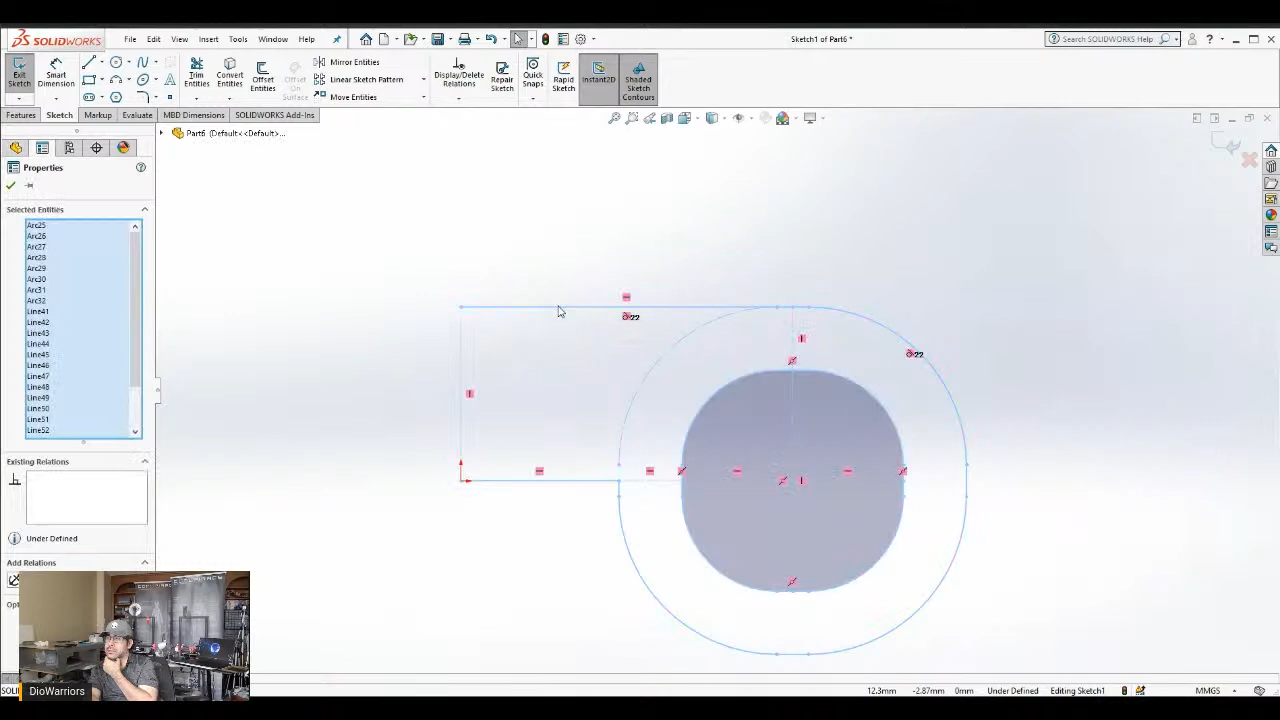 SOLIDWORKS
File Edit View Insert Tools Window Help
Sketch1 of Part6 *
Search SOLIDWORKS Help
Exit Sketch
Smart Dimension
Trim Entities
Convert Entities
Offset Entities
Offset On Surface
Mirror Entities
Linear Sketch Pattern
Move Entities
Display/Delete Relations
Repair Sketch
Quick Snaps
Rapid Sketch
Instant2D
Shaded Sketch Contours
Features Sketch Markup Evaluate MBD Dimensions SOLIDWORKS Add-Ins
Part6 (Default<<Default>...
Properties
Selected Entities
Arc25
Arc26
Arc27
Arc28
Arc29
Arc30
Arc31
Arc32
Line41
Line42
Line43
Line44
Line45
Line46
Line47
Line48
Line49
Line50
Line51
Line52
Existing Relations
Under Defined
Add Relations
22
22
DioWarriors
12.3mm -2.87mm 0mm Under Defined Editing Sketch1 MMGS